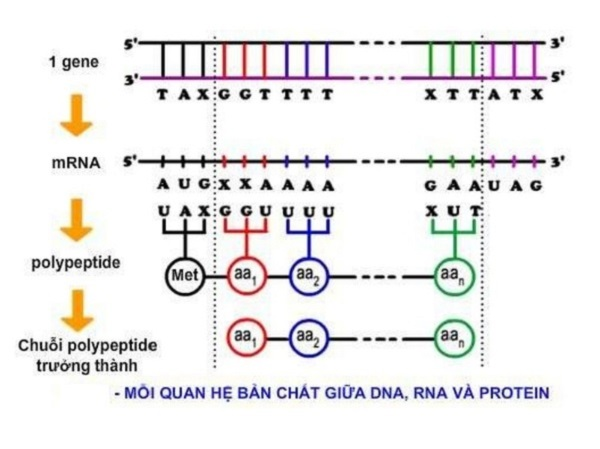 5' 3'
1 gene
3' 5'
T A X G G T T T T X T T A T X
mRNA 5' 3'
A U G X X A A A A G A A U A G
U A X G G U U U U X U T
polypeptide Met aa1 aa2 aan
Chuỗi polypeptide
trưởng thành
aa1 aa2 aan
- MỐI QUAN HỆ BẢN CHẤT GIỮA DNA, RNA VÀ PROTEIN